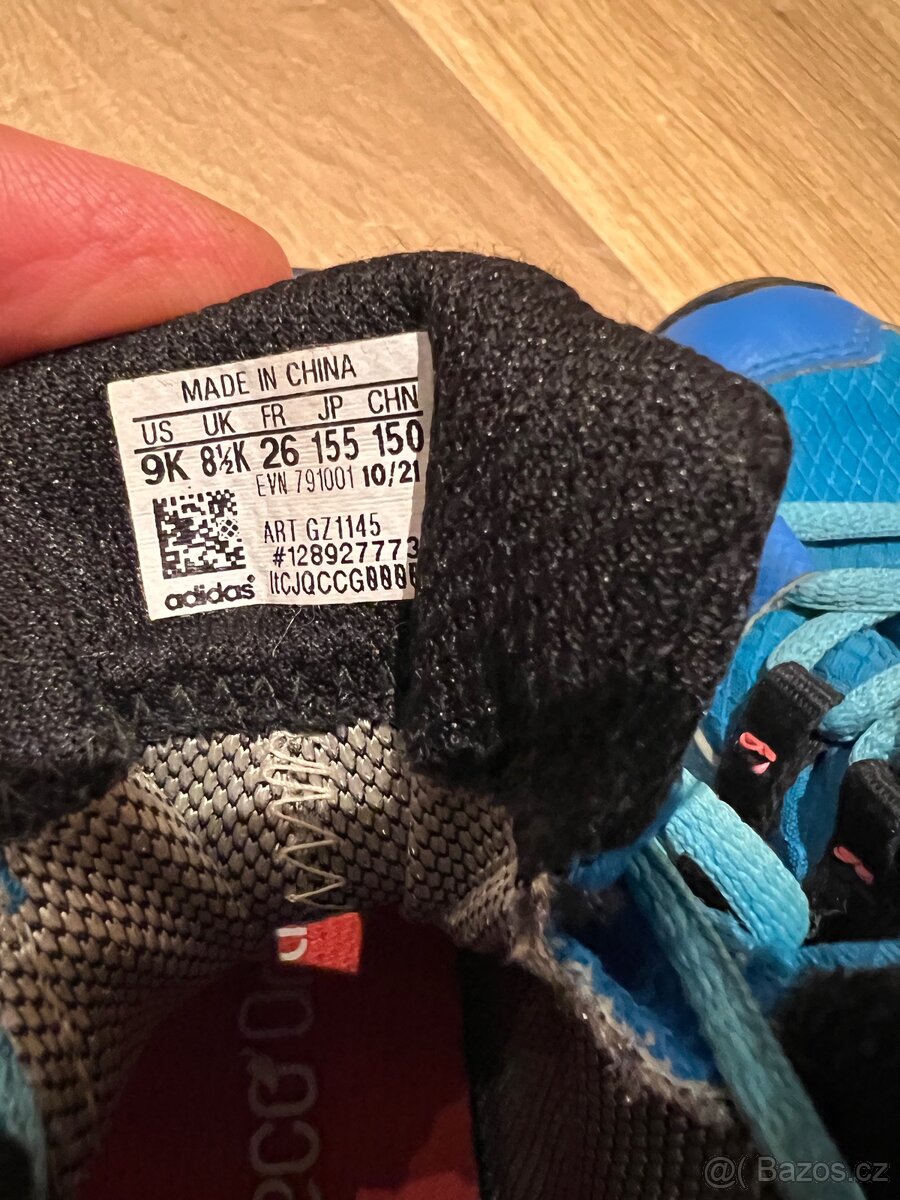 MADE IN CHINA
US UK FR JP CHN
9K 8½K 26 155 150
EVN 791001 10/21
ART GZ1145
#128927773
adidas
@( Bazos.cz